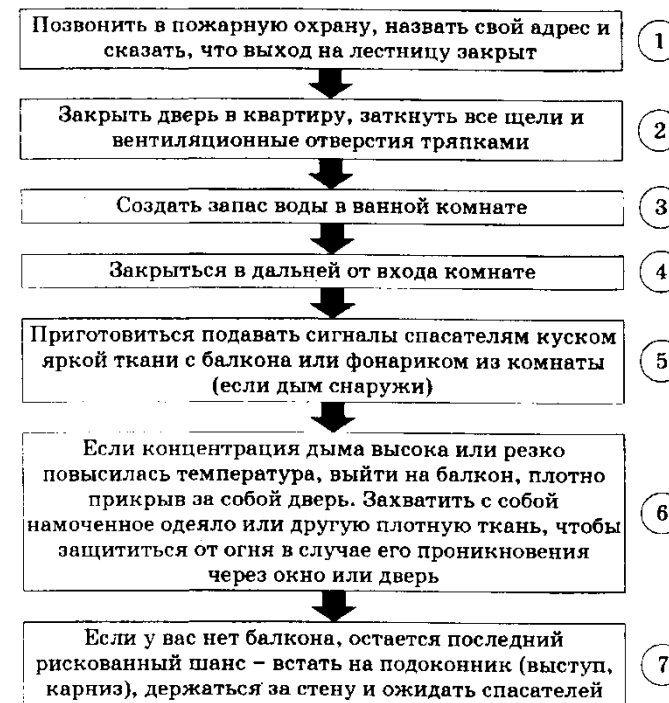 Позвонить в пожарную охрану, назвать свой адрес и
сказать, что выход на лестницу закрыт
1
Закрыть дверь в квартиру, заткнуть все щели и
вентиляционные отверстия тряпками
2
Создать запас воды в ванной комнате
3
Закрыться в дальней от входа комнате
4
Приготовиться подавать сигналы спасателям куском
яркой ткани с балкона или фонариком из комнаты
(если дым снаружи)
5
Если концентрация дыма высока или резко
повысилась температура, выйти на балкон, плотно
прикрыв за собой дверь. Захватить с собой
намоченное одеяло или другую плотную ткань, чтобы
защититься от огня в случае его проникновения
через окно или дверь
6
Если у вас нет балкона, остается последний
рискованный шанс – встать на подоконник (выступ,
карниз), держаться за стену и ожидать спасателей
7